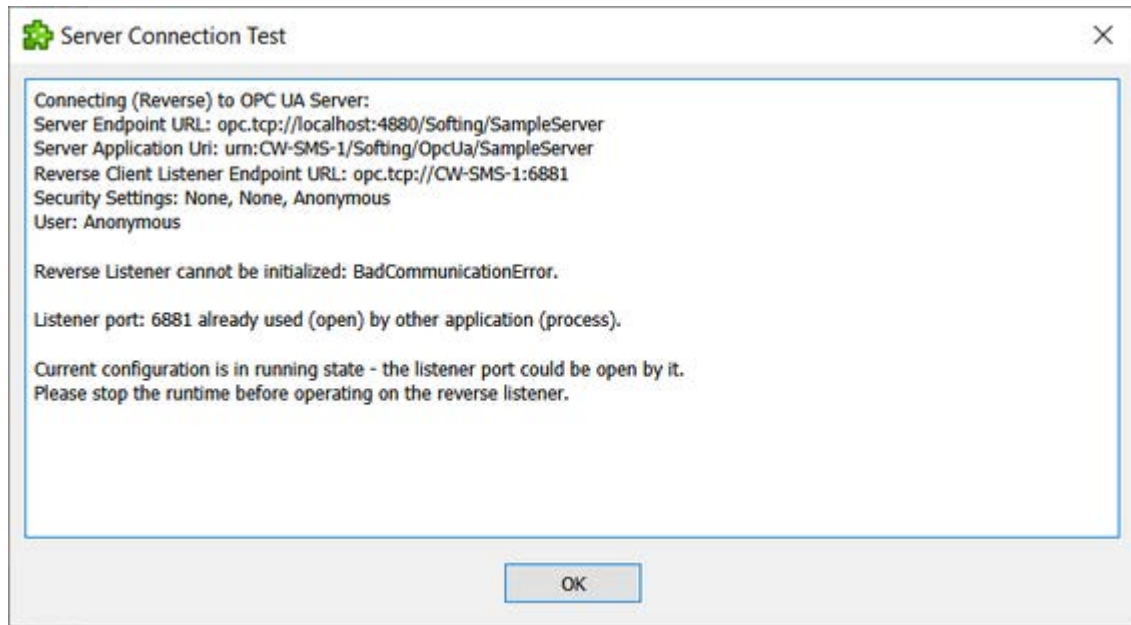 Server Connection Test
Connecting (Reverse) to OPC UA Server:
Server Endpoint URL: opc.tcp://localhost:4880/Softing/SampleServer
Server Application Uri: urn:CW-SMS-1/Softing/OpcUa/SampleServer
Reverse Client Listener Endpoint URL: opc.tcp://CW-SMS-1:6881
Security Settings: None, None, Anonymous
User: Anonymous
Reverse Listener cannot be initialized: BadCommunicationError.
Listener port: 6881 already used (open) by other application (process).
Current configuration is in running state - the listener port could be open by it.
Please stop the runtime before operating on the reverse listener.
OK